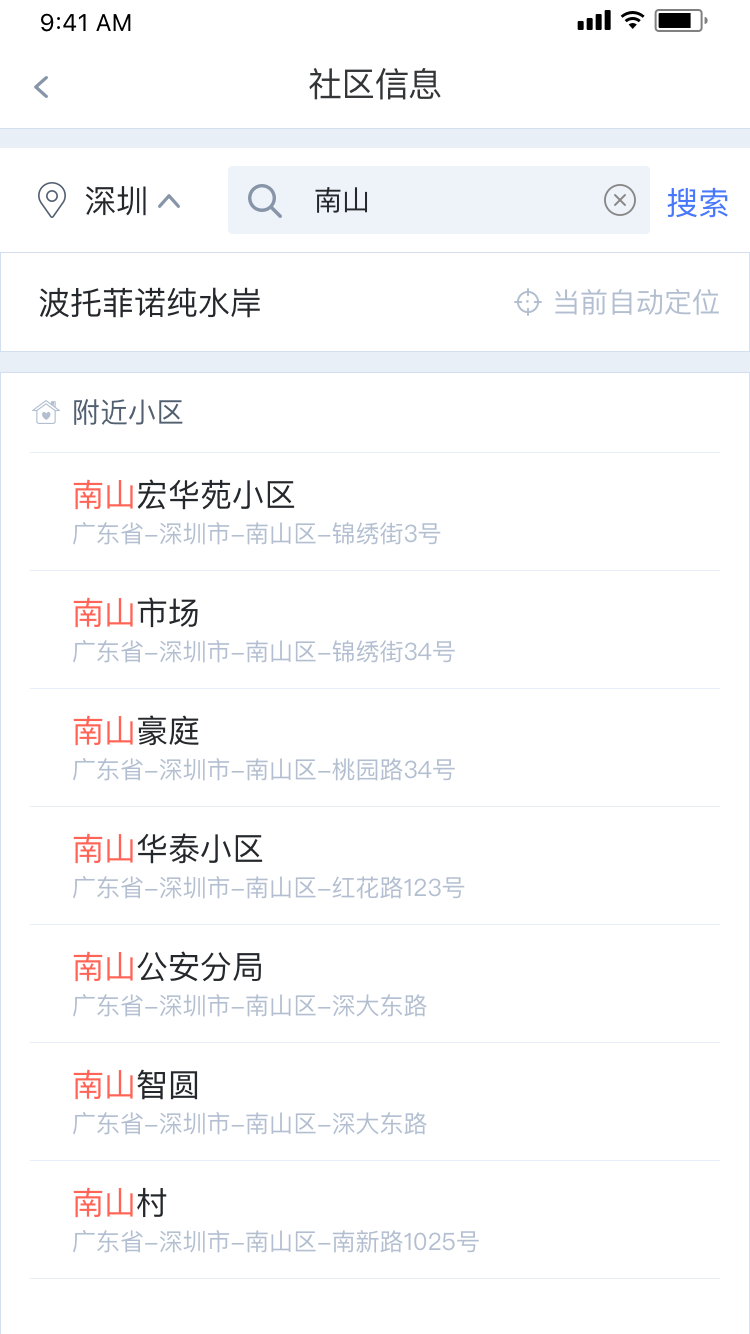 9:41 AM
社区信息
深圳 南山 搜索
波托菲诺纯水岸 当前自动定位
附近小区
南山宏华苑小区
广东省–深圳市–南山区–锦绣街3号
南山市场
广东省–深圳市–南山区–锦绣街34号
南山豪庭
广东省–深圳市–南山区–桃园路34号
南山华泰小区
广东省–深圳市–南山区–红花路123号
南山公安分局
广东省–深圳市–南山区–深大东路
南山智圆
广东省–深圳市–南山区–深大东路
南山村
广东省–深圳市–南山区–南新路1025号